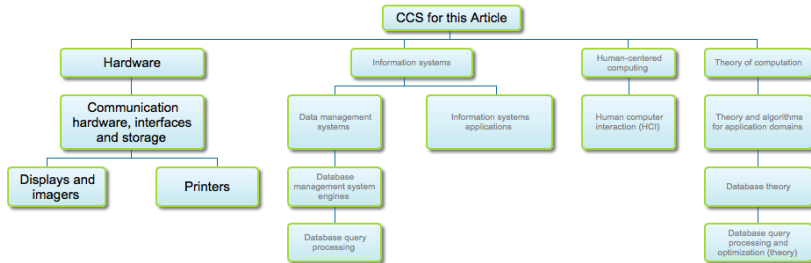 CCS for this Article
Hardware
Information systems
Human-centered
computing
Theory of computation
Communication
hardware, interfaces
and storage
Data management
systems
Information systems
applications
Human computer
interaction (HCI)
Theory and algorithms
for application domains
Displays and
imagers
Printers
Database
management system
engines
Database theory
Database query
processing
Database query
processing and
optimization (theory)